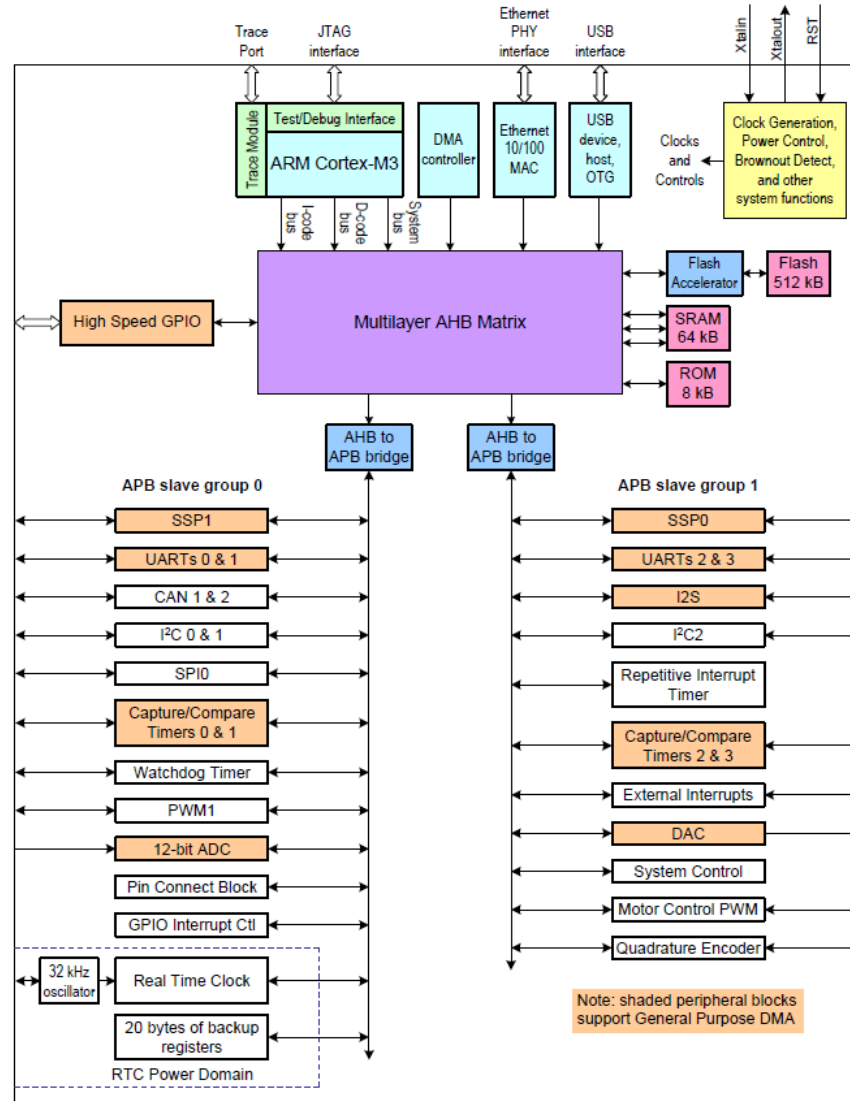 Trace
Port
JTAG
interface
Ethernet
PHY
interface
USB
interface
Xtalin
Xtalout
RST
Trace Module
Test/Debug Interface
ARM Cortex-M3
DMA
controller
Ethernet
10/100
MAC
USB
device,
host,
OTG
Clocks
and
Controls
Clock Generation,
Power Control,
Brownout Detect,
and other
system functions
I-code
bus
D-code
bus
System
bus
Multilayer AHB Matrix
High Speed GPIO
Flash
Accelerator
Flash
512 kB
SRAM
64 kB
ROM
8 kB
AHB to
APB bridge
AHB to
APB bridge
APB slave group 0
SSP1
UARTs 0 & 1
CAN 1 & 2
I²C 0 & 1
SPI0
Capture/Compare
Timers 0 & 1
Watchdog Timer
PWM1
12-bit ADC
Pin Connect Block
GPIO Interrupt Ctl
32 kHz
oscillator
Real Time Clock
20 bytes of backup
registers
RTC Power Domain
APB slave group 1
SSP0
UARTs 2 & 3
I2S
I²C2
Repetitive Interrupt
Timer
Capture/Compare
Timers 2 & 3
External Interrupts
DAC
System Control
Motor Control PWM
Quadrature Encoder
Note: shaded peripheral blocks
support General Purpose DMA